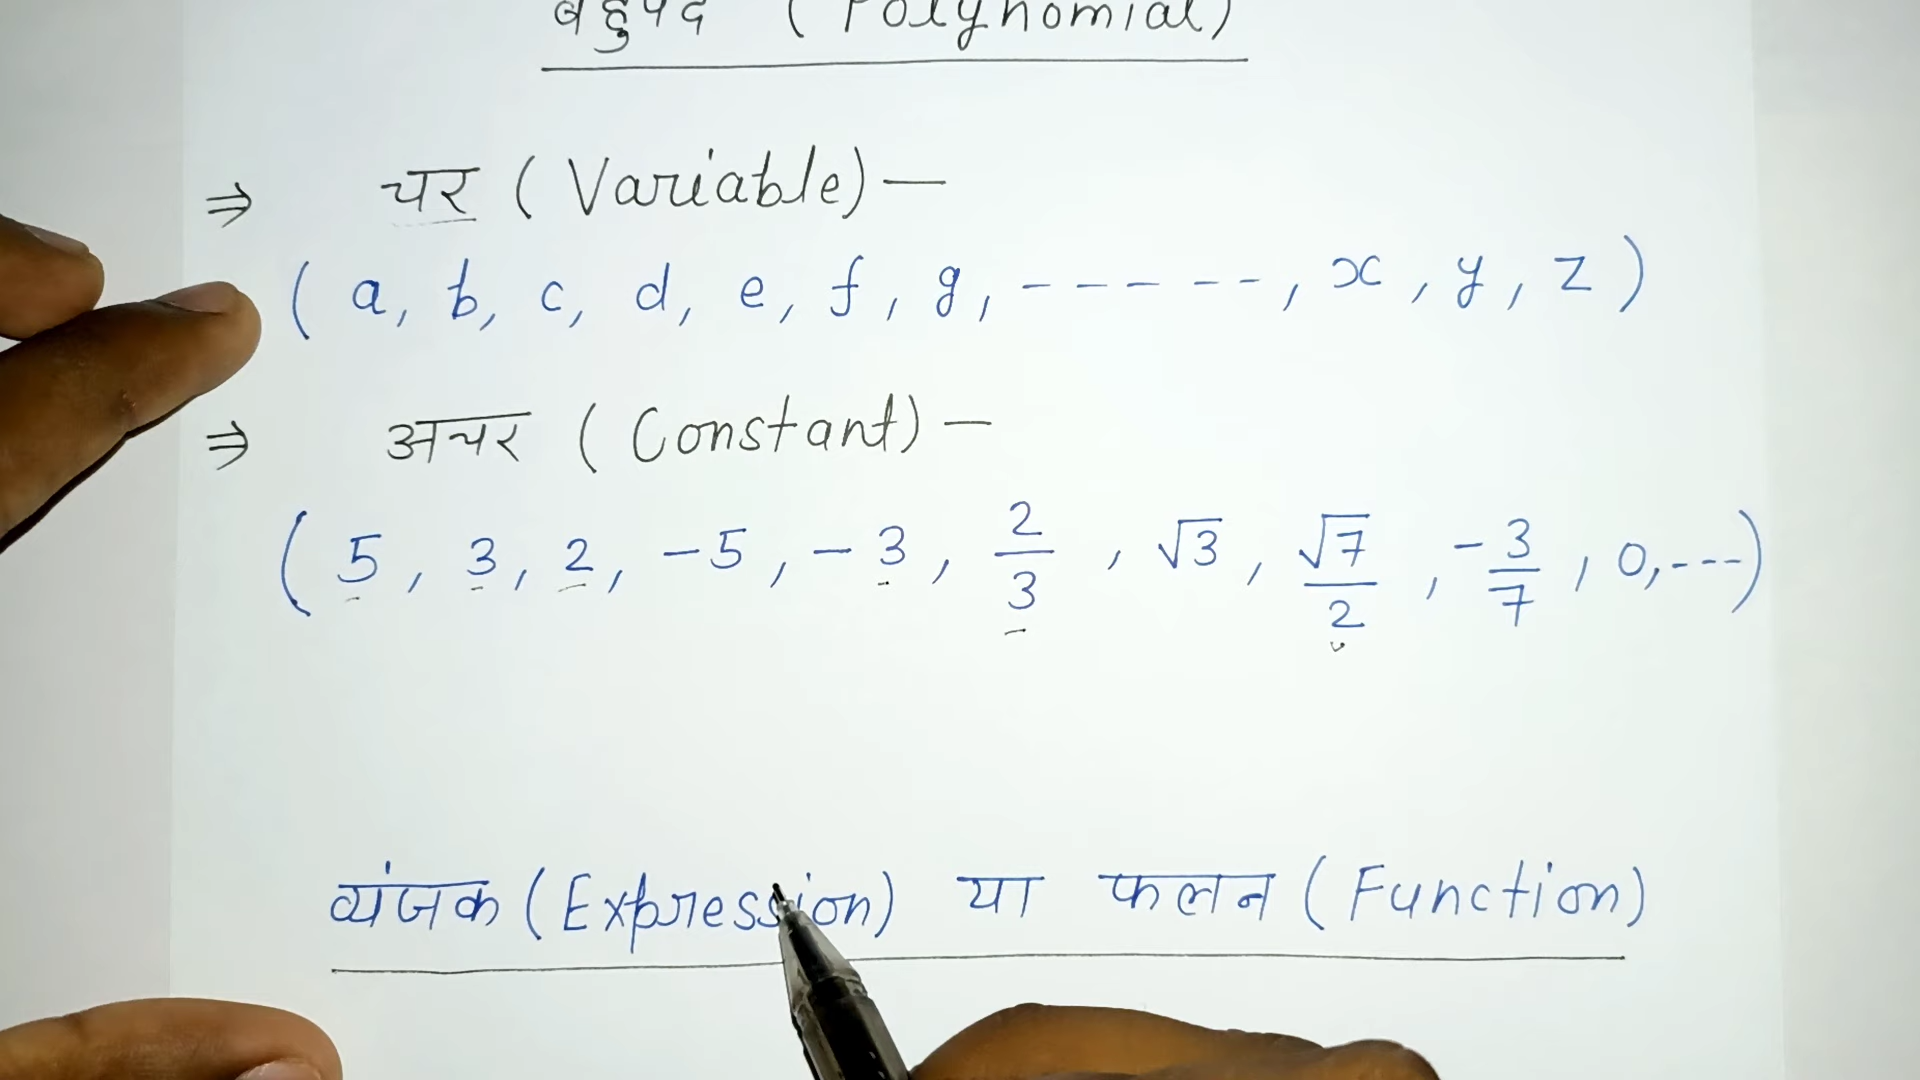 बहुपद (Polynomial)
⇒ चर (Variable) —
(a, b, c, d, e, f, g, - - - - - -, x, y, z)
⇒ अचर (Constant) —
(5, 3, 2, -5, -3, 2/3, √3, √7/2, -3/7, 0, ---)
व्यंजक (Expression) या फलन (Function)